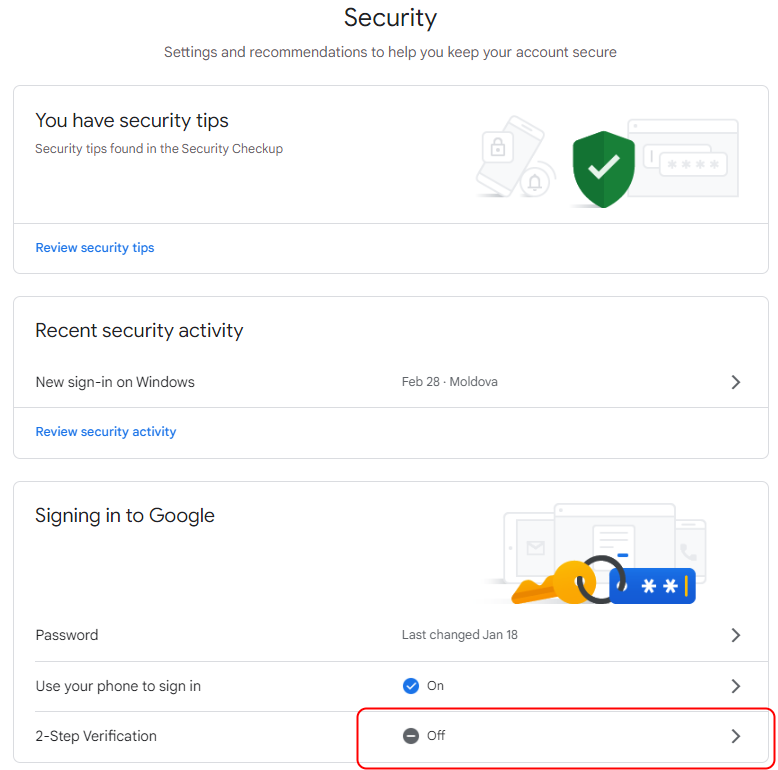 Security
Settings and recommendations to help you keep your account secure
You have security tips
Security tips found in the Security Checkup
Review security tips
Recent security activity
New sign-in on Windows
Feb 28 · Moldova
Review security activity
Signing in to Google
Password
Last changed Jan 18
Use your phone to sign in
On
2-Step Verification
Off